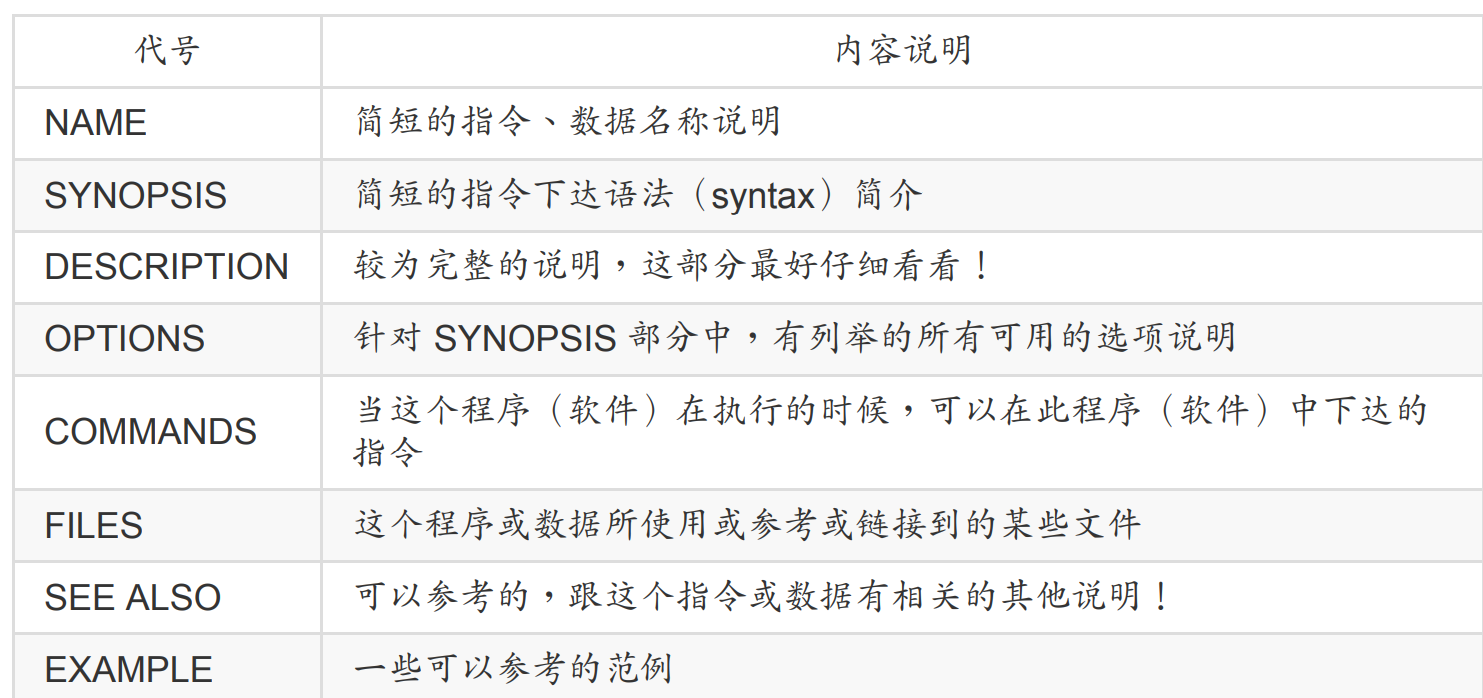 代号 内容说明
NAME 简短的指令、数据名称说明
SYNOPSIS 简短的指令下达语法（syntax）简介
DESCRIPTION 较为完整的说明，这部分最好仔细看看！
OPTIONS 针对 SYNOPSIS 部分中，有列举的所有可用的选项说明
COMMANDS 当这个程序（软件）在执行的时候，可以在此程序（软件）中下达的
指令
FILES 这个程序或数据所使用或参考或链接到的某些文件
SEE ALSO 可以参考的，跟这个指令或数据有相关的其他说明！
EXAMPLE 一些可以参考的范例